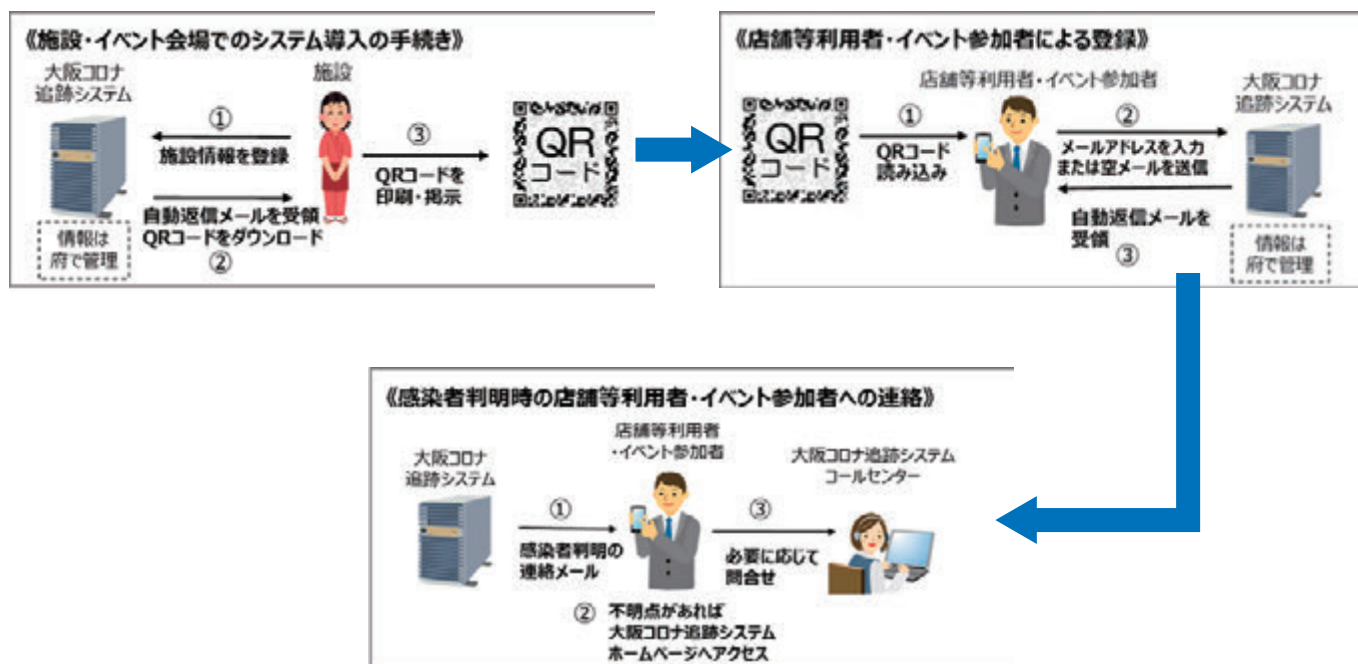 《施設・イベント会場でのシステム導入の手続き》
大阪コロナ
追跡システム
施設
①
施設情報を登録
自動返信メールを受領
QRコードをダウンロード
②
③
QRコードを
印刷・掲示
QR
コード
情報は
府で管理
《店舗等利用者・イベント参加者による登録》
店舗等利用者・イベント参加者
大阪コロナ
追跡システム
QR
コード
①
QRコード
読み込み
②
メールアドレスを入力
または空メールを送信
自動返信メールを
受領
③
情報は
府で管理
《感染者判明時の店舗等利用者・イベント参加者への連絡》
大阪コロナ
追跡システム
店舗等利用者
・イベント参加者
大阪コロナ追跡システム
コールセンター
①
感染者判明の
連絡メール
③
必要に応じて
問合せ
② 不明点があれば
大阪コロナ追跡システム
ホームページへアクセス